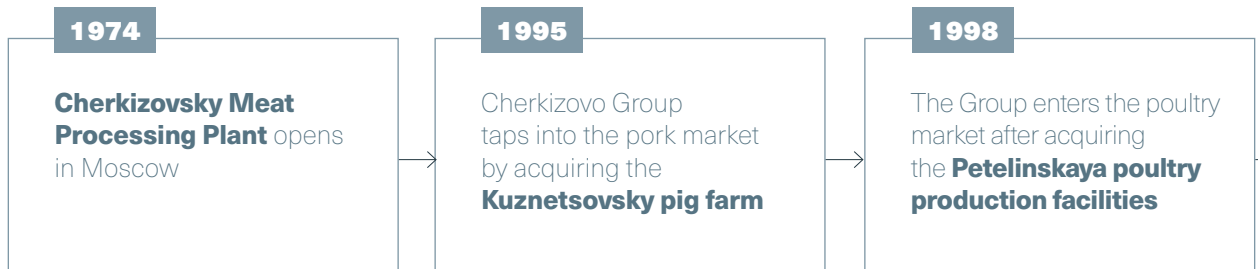 1974
Cherkizovsky Meat
Processing Plant opens
in Moscow
1995
Cherkizovo Group
taps into the pork market
by acquiring the
Kuznetsovsky pig farm
1998
The Group enters the poultry
market after acquiring
the Petelinskaya poultry
production facilities